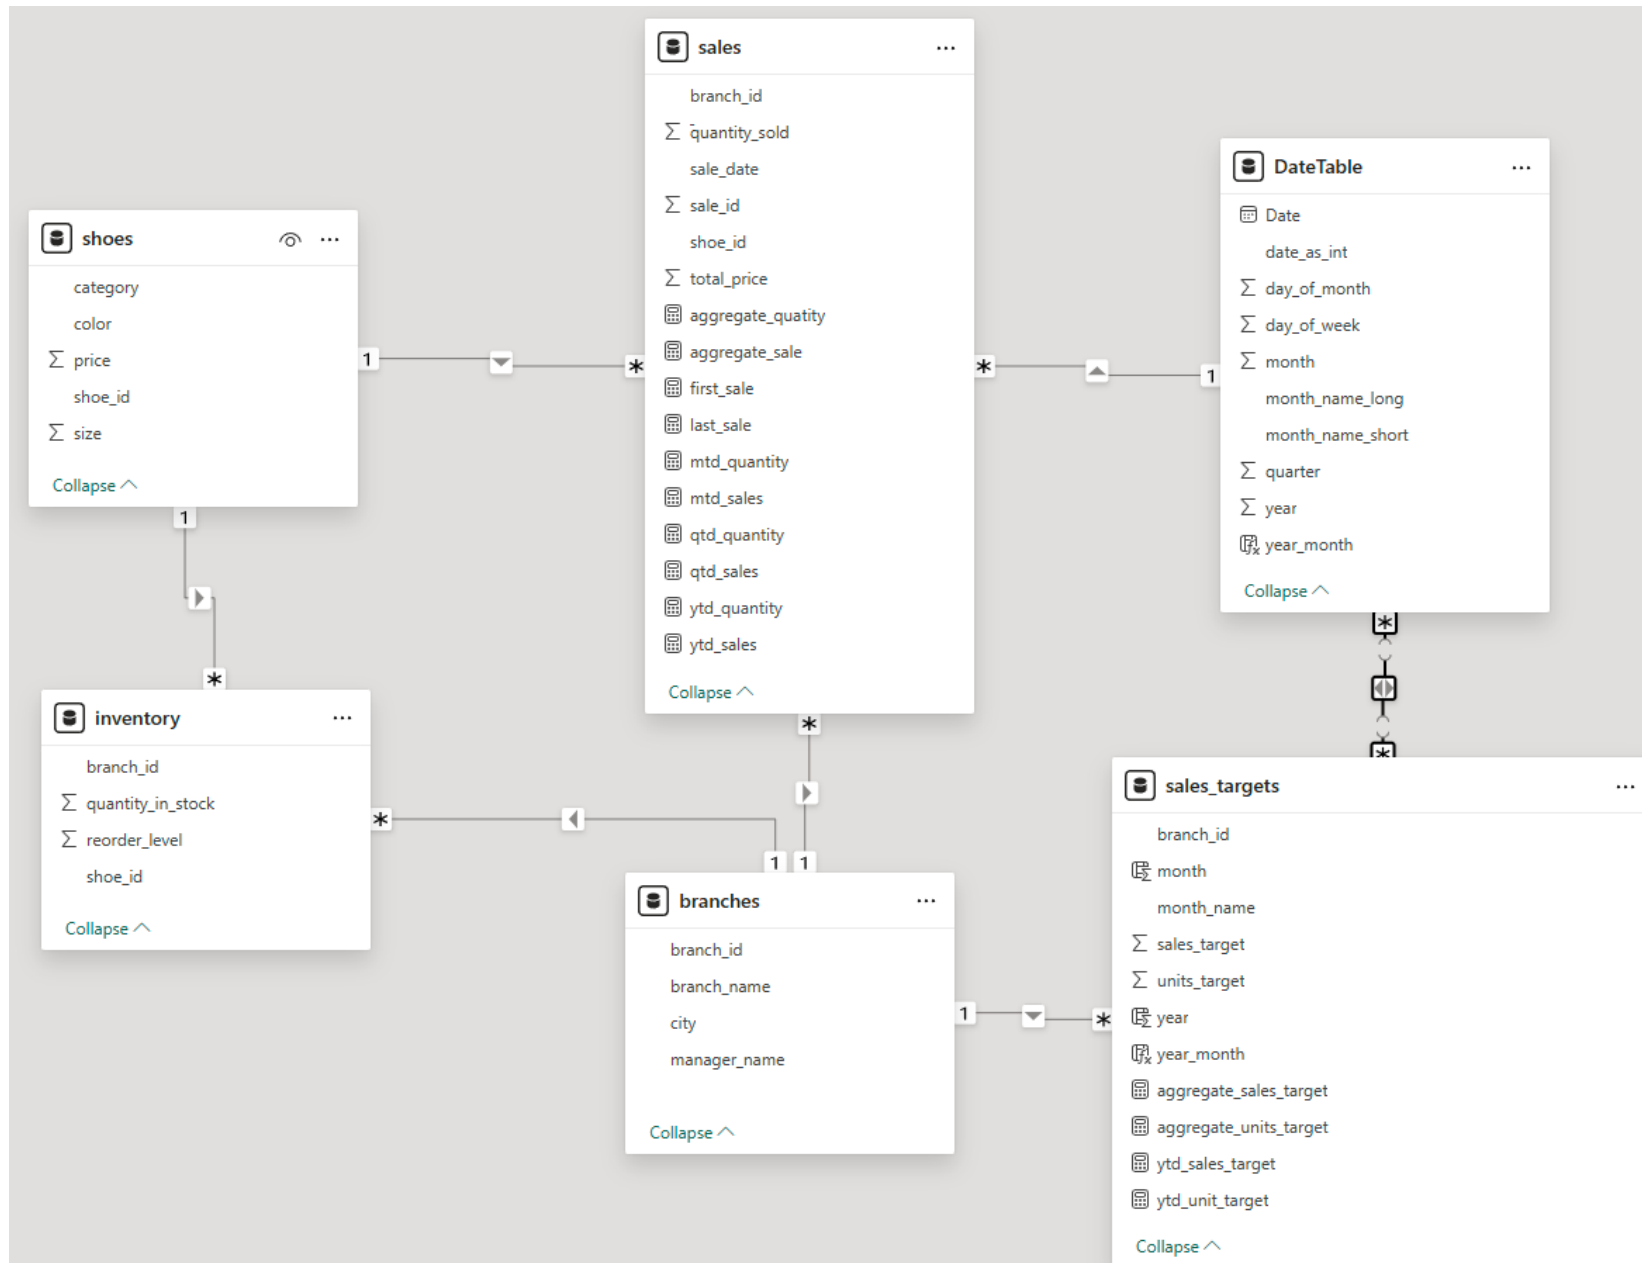 sales
branch_id
quantity_sold
sale_date
sale_id
shoe_id
total_price
aggregate_quatity
aggregate_sale
first_sale
last_sale
mtd_quantity
mtd_sales
qtd_quantity
qtd_sales
ytd_quantity
ytd_sales
Collapse
DateTable
Date
date_as_int
day_of_month
day_of_week
month
month_name_long
month_name_short
quarter
year
year_month
Collapse
shoes
category
color
price
shoe_id
size
Collapse
1
*
*
1
1
*
*
*
*
inventory
branch_id
quantity_in_stock
reorder_level
shoe_id
Collapse
*
1 1
branches
branch_id
branch_name
city
manager_name
Collapse
1
*
sales_targets
branch_id
month
month_name
sales_target
units_target
year
year_month
aggregate_sales_target
aggregate_units_target
ytd_sales_target
ytd_unit_target
Collapse